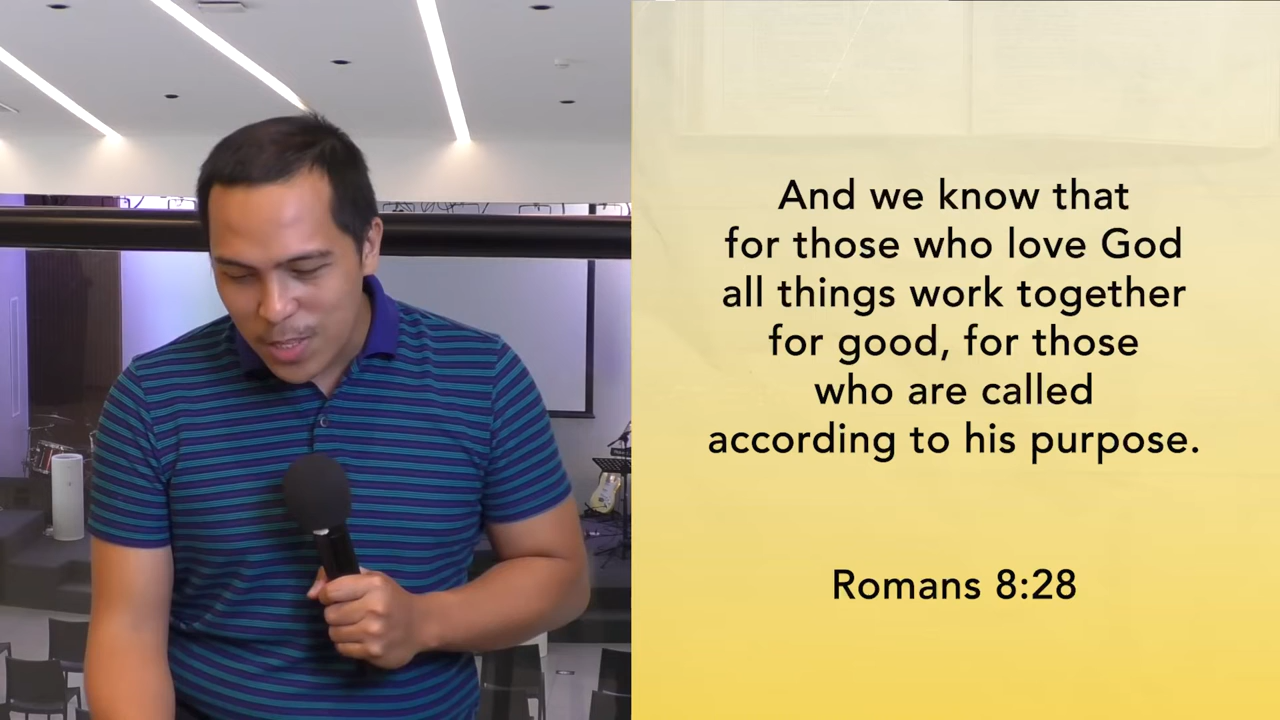 And we know that
for those who love God
all things work together
for good, for those
who are called
according to his purpose.
Romans 8:28